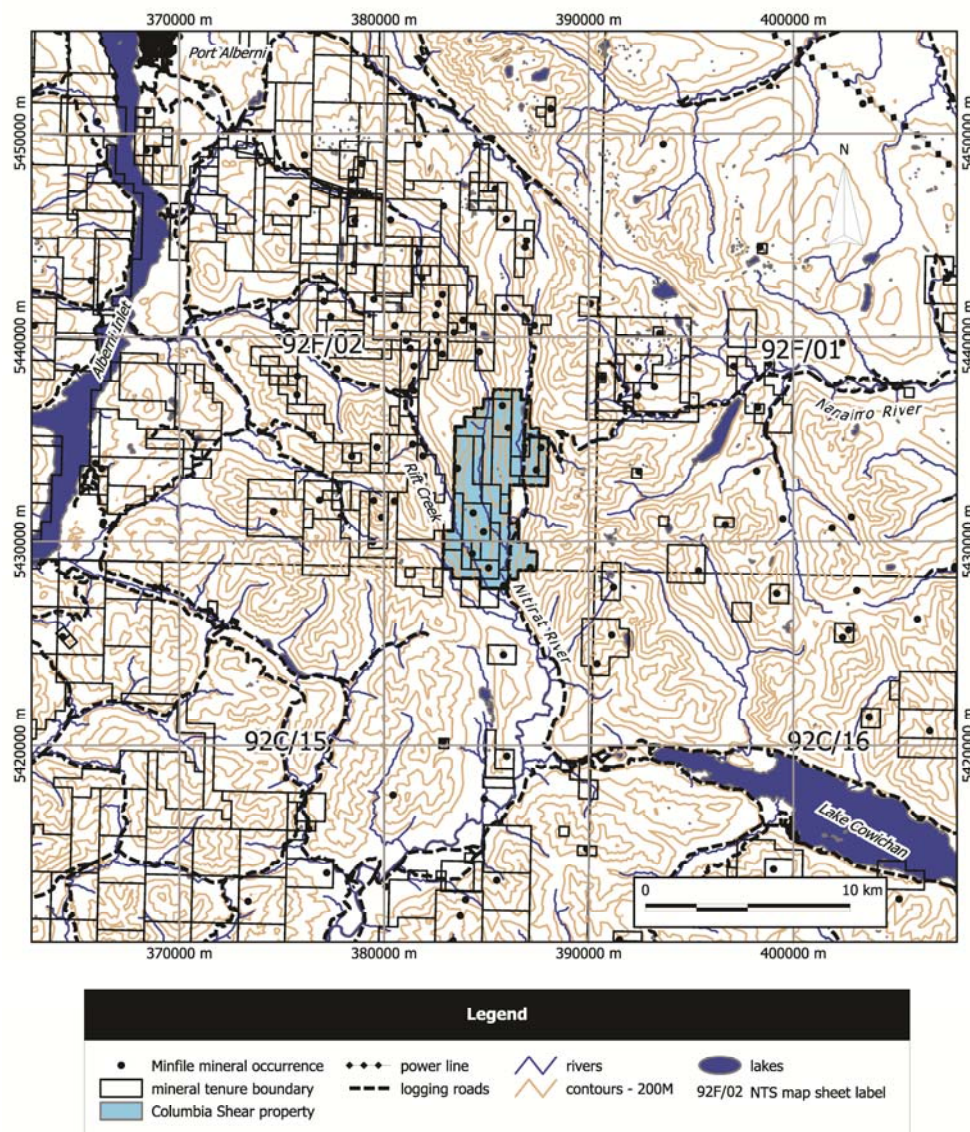 370000 m 380000 m 390000 m 400000 m
Port Alberni
5450000 m 5450000 m
N
Alberni Inlet
5440000 m 92F/02 92F/01 5440000 m
Nanaimo River
Rift Creek
5430000 m 5430000 m
Nitinat River
5420000 m 92C/15 92C/16 5420000 m
Lake Cowichan
0 10 km
370000 m 380000 m 390000 m 400000 m
Legend
Minfile mineral occurrence power line rivers lakes
mineral tenure boundary logging roads contours - 200M 92F/02 NTS map sheet label
Columbia Shear property